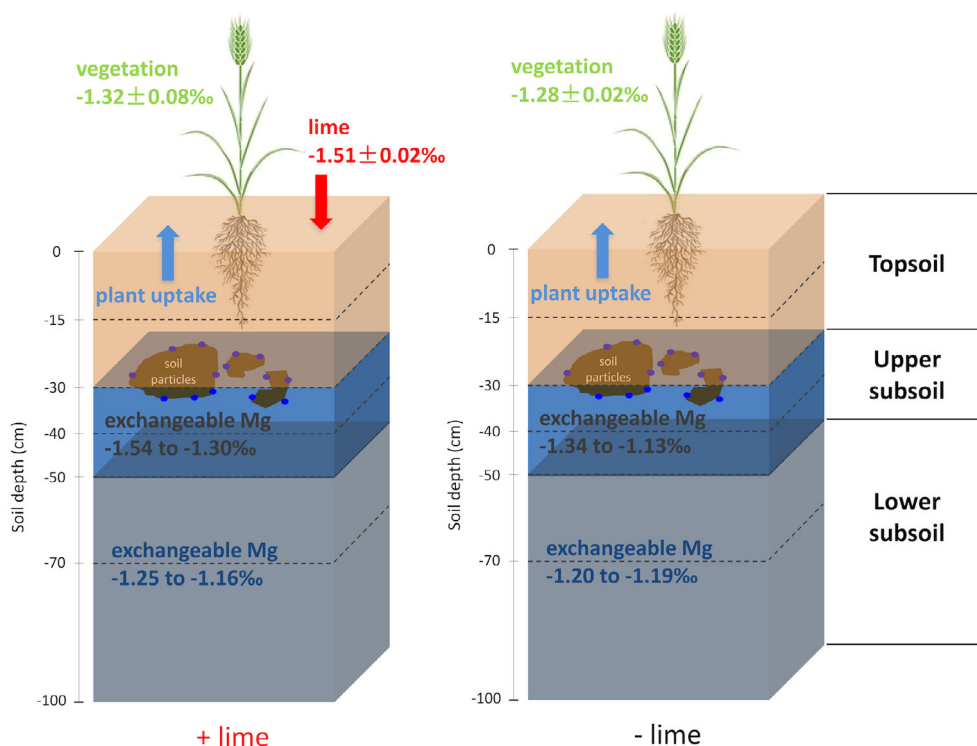 vegetation
-1.32±0.08‰
lime
-1.51±0.02‰
0
plant uptake
-15
soil
particles
-30
exchangeable Mg
-40
-1.54 to -1.30‰
-50
exchangeable Mg
-70
-1.25 to -1.16‰
-100
Soil depth (cm)
+ lime
vegetation
-1.28±0.02‰
0
plant uptake
-15
soil
particles
-30
exchangeable Mg
-40
-1.34 to -1.13‰
-50
exchangeable Mg
-70
-1.20 to -1.19‰
-100
Soil depth (cm)
- lime
Topsoil
Upper
subsoil
Lower
subsoil